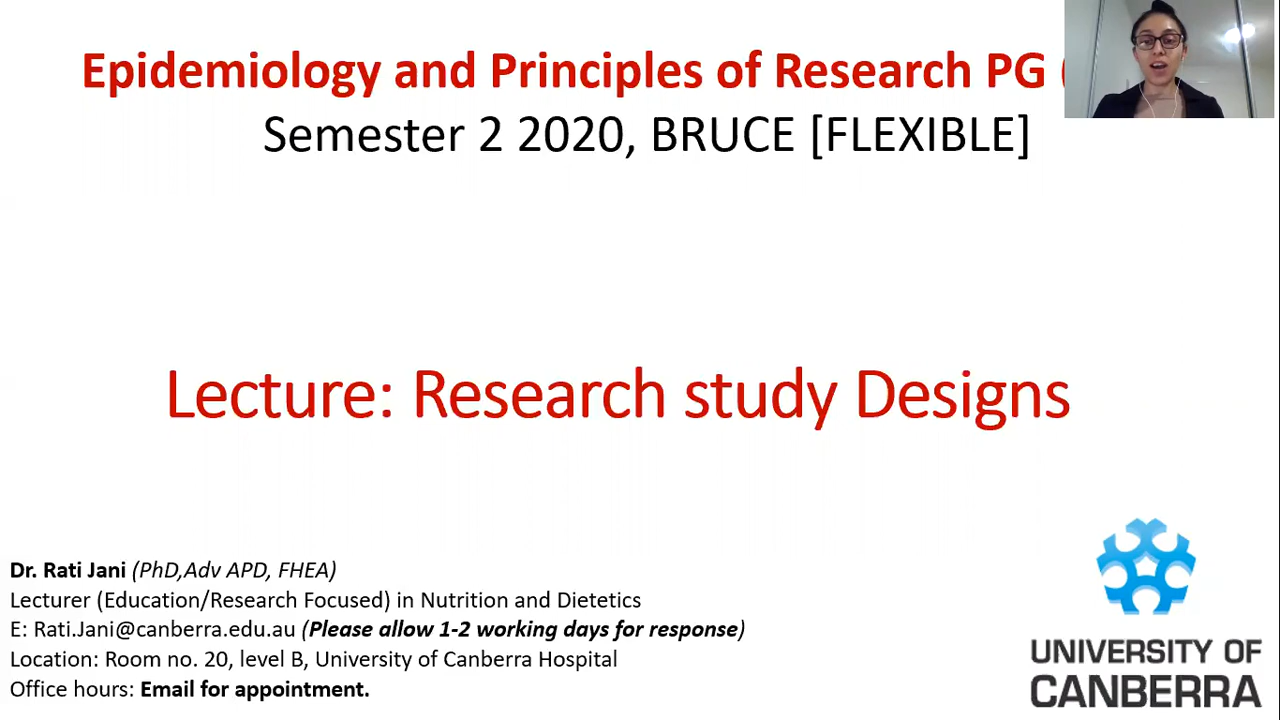 Epidemiology and Principles of Research PG (
Semester 2 2020, BRUCE [FLEXIBLE]
Lecture: Research study Designs
Dr. Rati Jani (PhD,Adv APD, FHEA)
Lecturer (Education/Research Focused) in Nutrition and Dietetics
E: Rati.Jani@canberra.edu.au (Please allow 1-2 working days for response)
Location: Room no. 20, level B, University of Canberra Hospital
Office hours: Email for appointment.
UNIVERSITY OF
CANBERRA